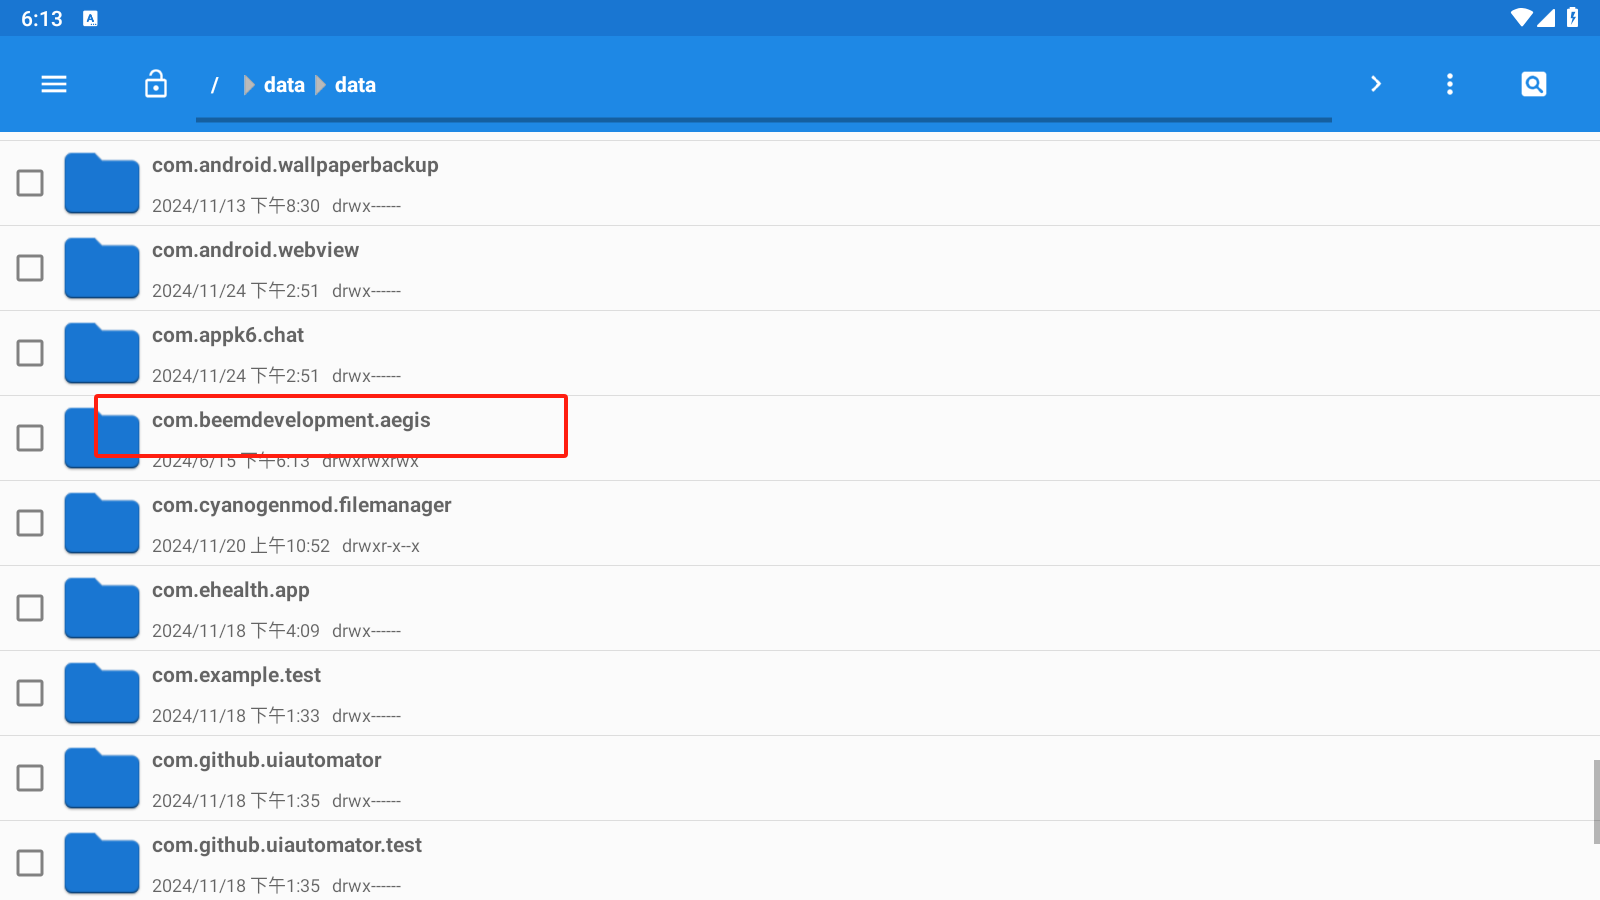 6:13 A
/ data data
com.android.wallpaperbackup
2024/11/13 下午8:30 drwx------
com.android.webview
2024/11/24 下午2:51 drwx------
com.appk6.chat
2024/11/24 下午2:51 drwx------
com.beemdevelopment.aegis
2024/6/15 下午6:13 drwxrwxrwx
com.cyanogenmod.filemanager
2024/11/20 上午10:52 drwxr-x--x
com.ehealth.app
2024/11/18 下午4:09 drwx------
com.example.test
2024/11/18 下午1:33 drwx------
com.github.uiautomator
2024/11/18 下午1:35 drwx------
com.github.uiautomator.test
2024/11/18 下午1:35 drwx------